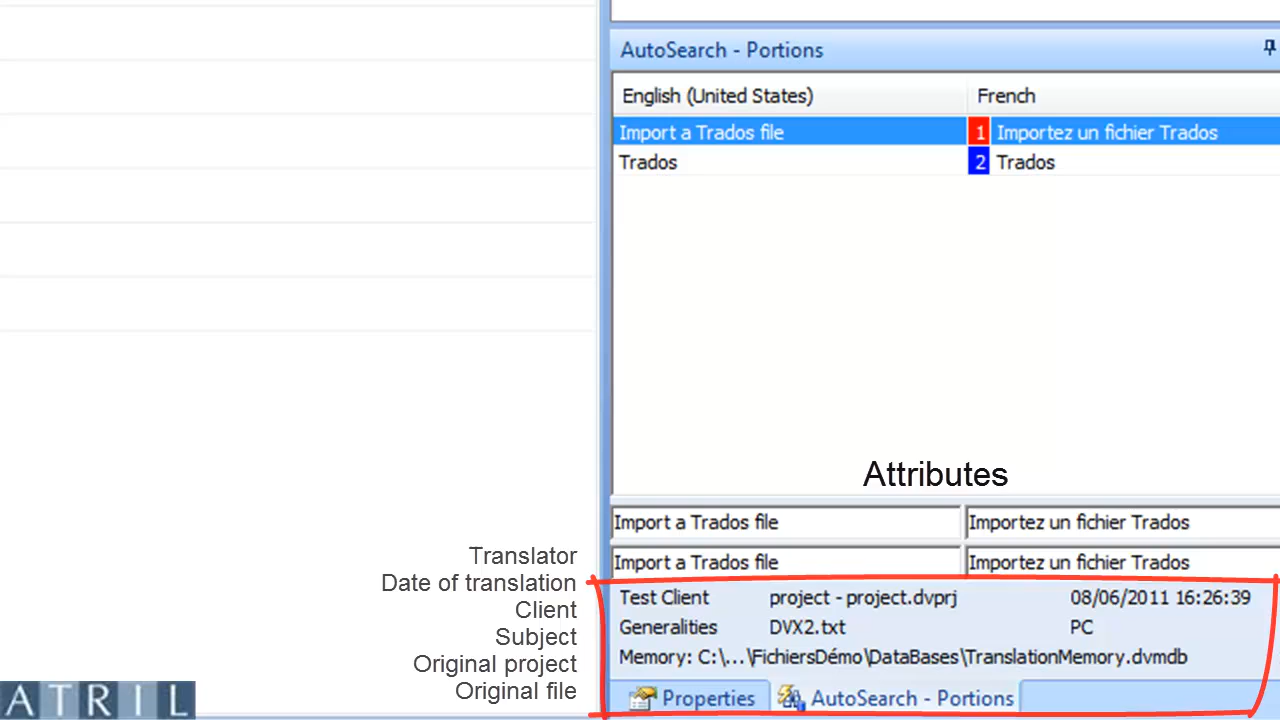 AutoSearch - Portions
English (United States) French
Import a Trados file 1 Importez un fichier Trados
Trados 2 Trados
Attributes
Import a Trados file Importez un fichier Trados
Import a Trados file Importez un fichier Trados
Translator
Date of translation
Client
Subject
Original project
Original file
Test Client project - project.dvprj 08/06/2011 16:26:39
Generalities DVX2.txt PC
Memory: C:\...\FichiersDémo\DataBases\TranslationMemory.dvmdb
Properties AutoSearch - Portions
ATRIL